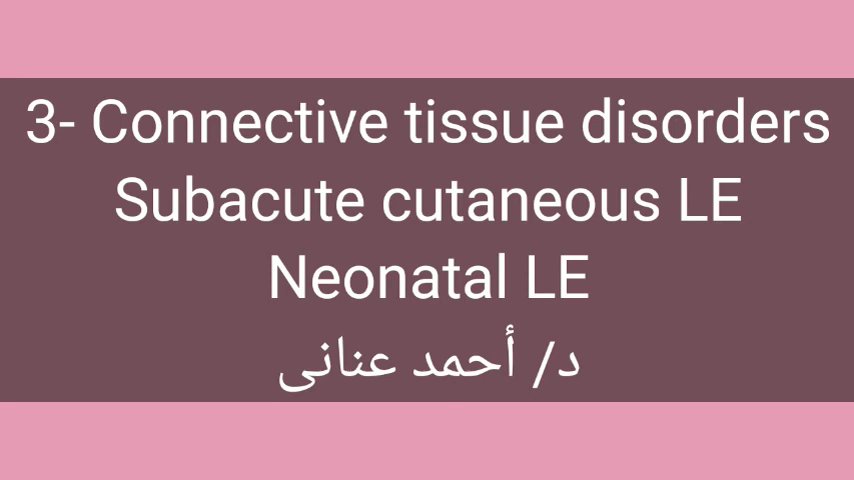 3- Connective tissue disorders
Subacute cutaneous LE
Neonatal LE
د/ أحمد عنانى